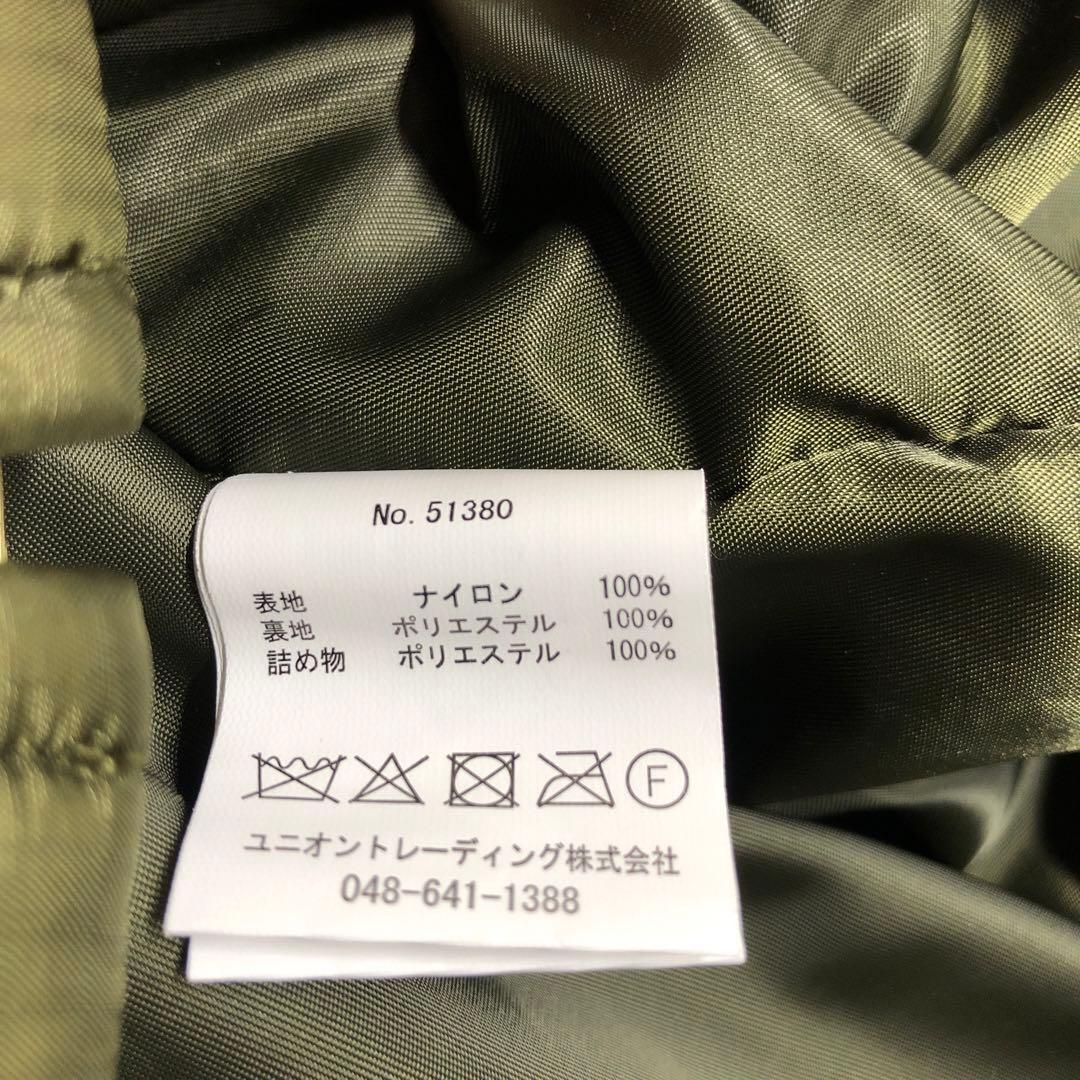 No. 51380
表地 ナイロン 100%
裏地 ポリエステル 100%
詰め物 ポリエステル 100%
F
ユニオントレーディング株式会社
048-641-1388